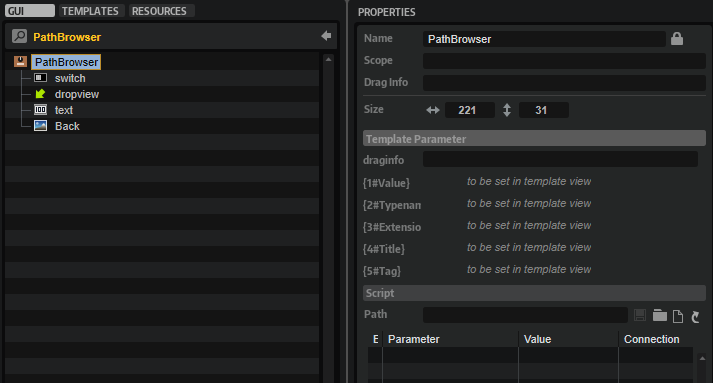 GUI TEMPLATES RESOURCES
PathBrowser
PathBrowser
switch
dropview
text
Back
PROPERTIES
Name PathBrowser
Scope
Drag Info
Size 221 31
Template Parameter
draginfo
{1#Value} to be set in template view
{2#Typenam to be set in template view
{3#Extensio to be set in template view
{4#Title} to be set in template view
{5#Tag} to be set in template view
Script
Path
E Parameter Value Connection